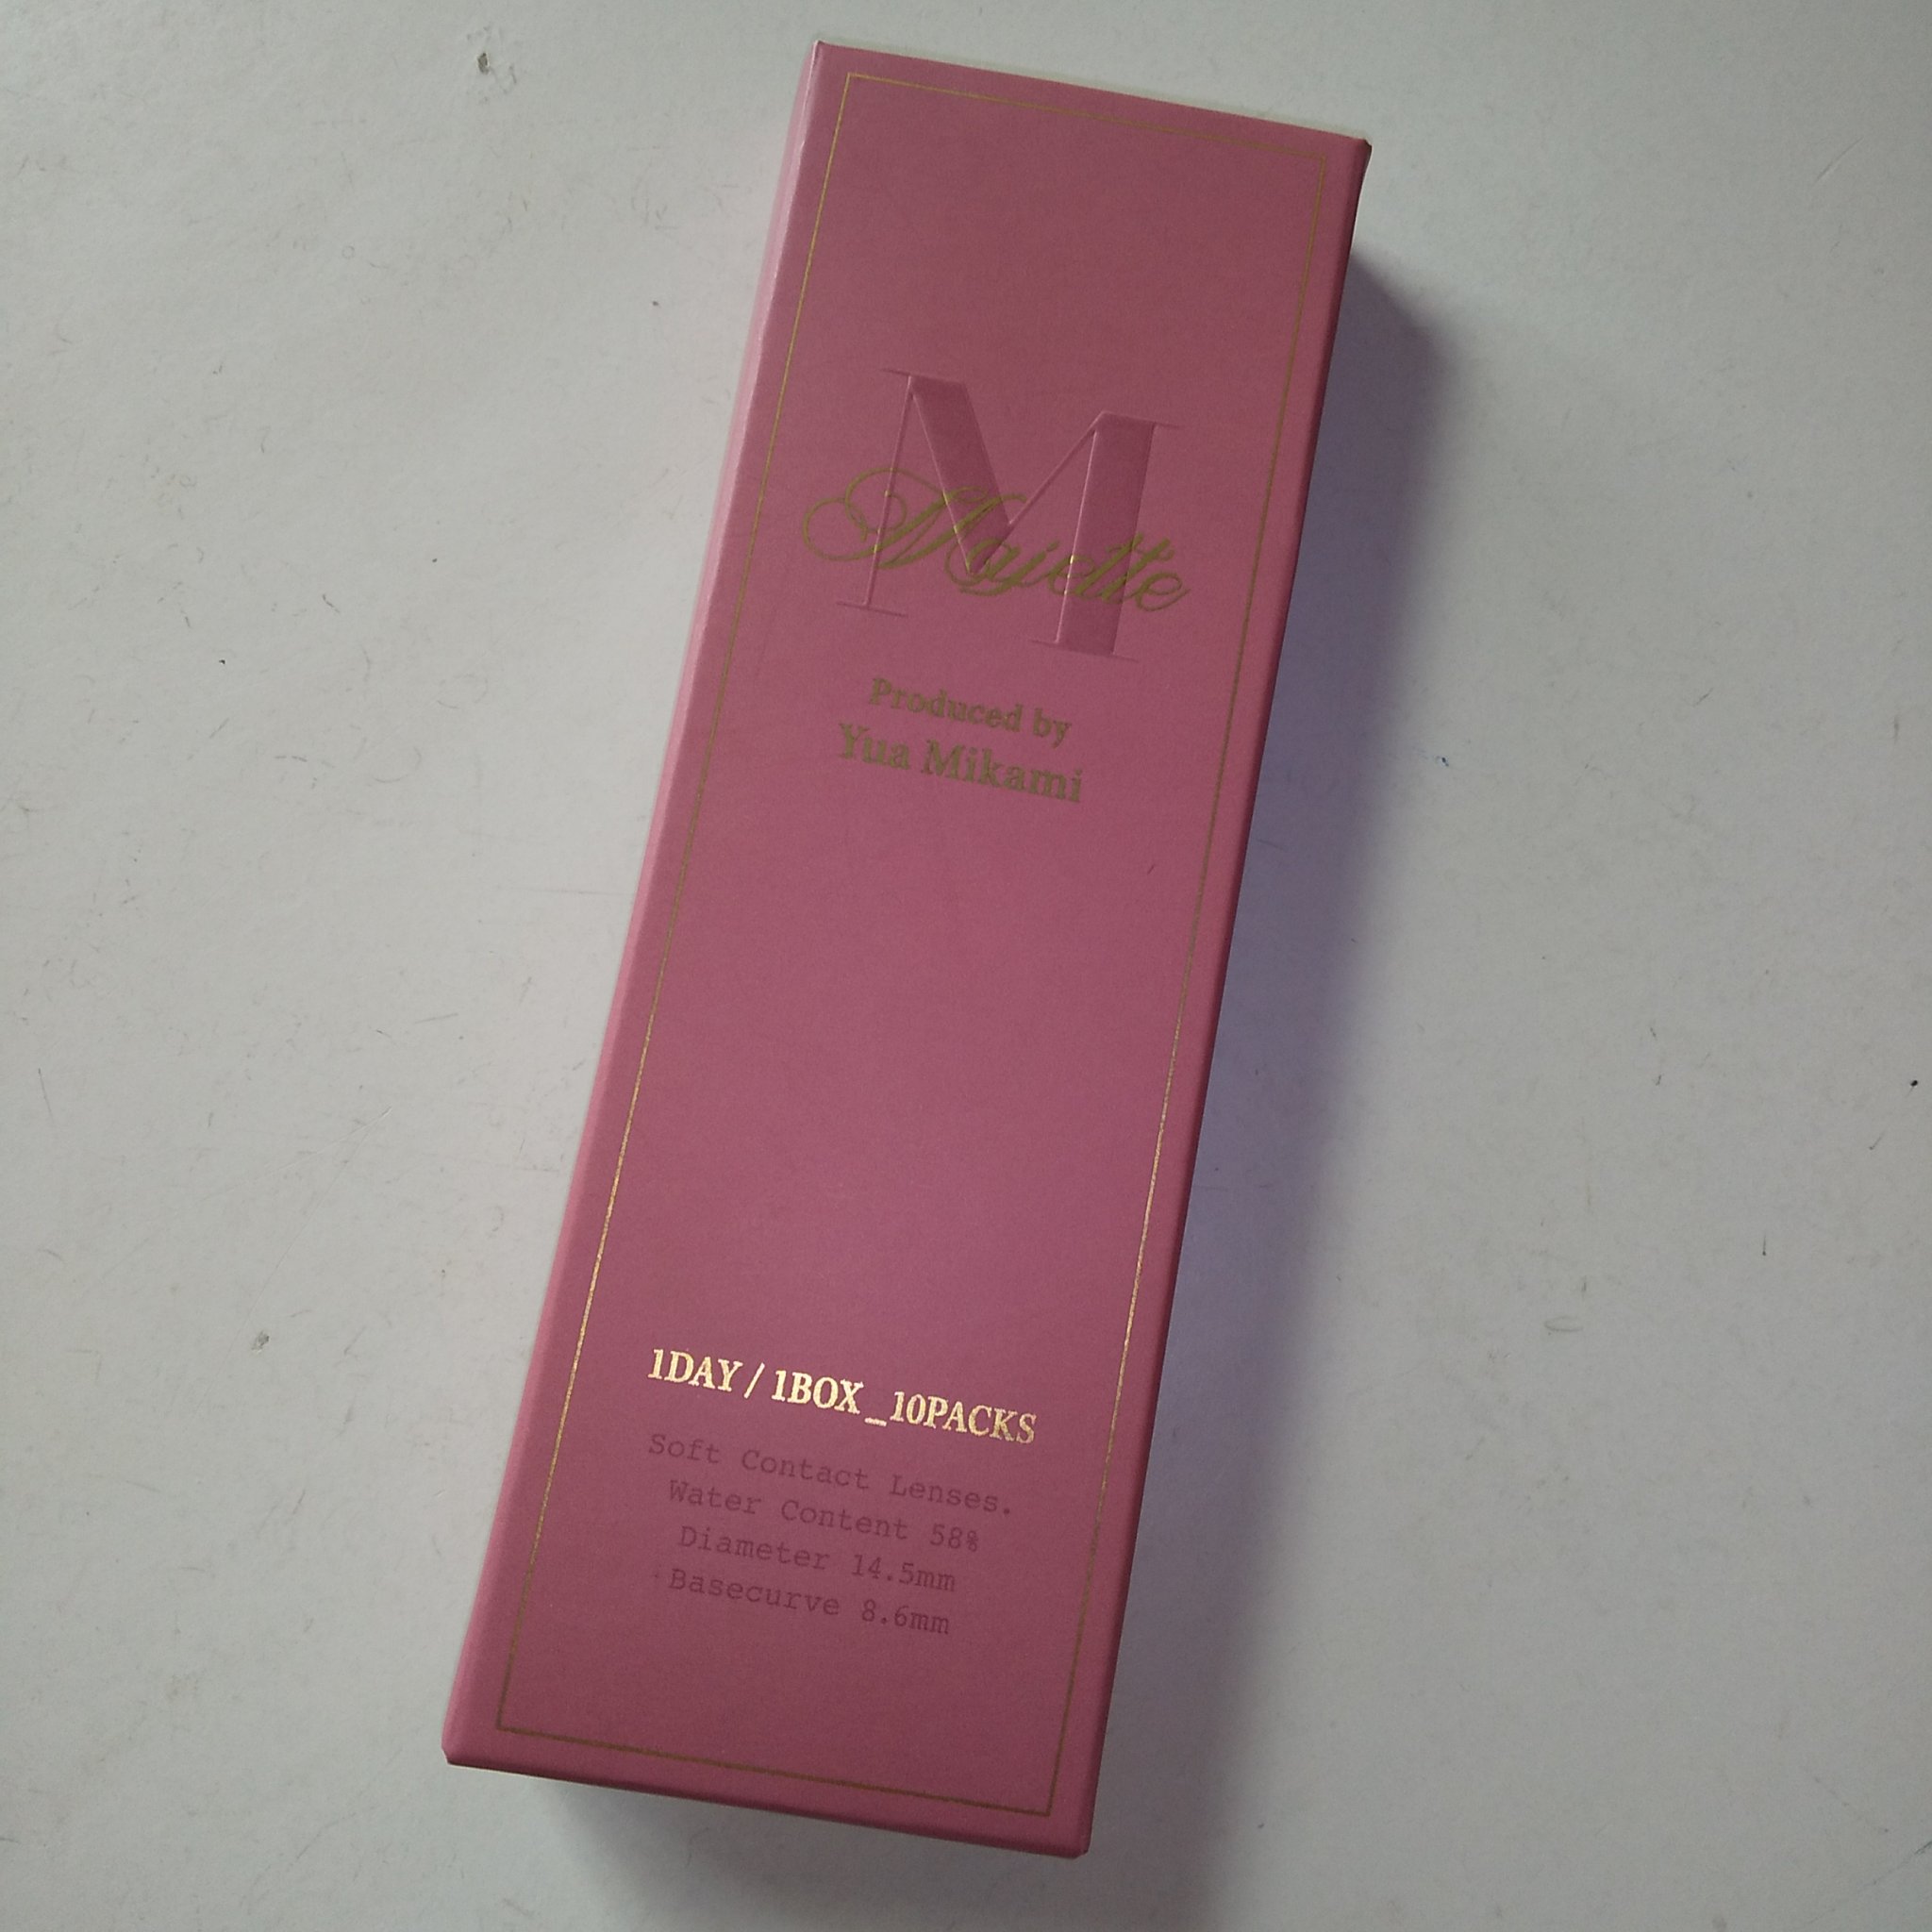 M
Majette
Produced by
Yua Mikami
1DAY / 1BOX_10PACKS
Soft Contact Lenses.
Water Content 58%
Diameter 14.5mm
Basecurve 8.6mm